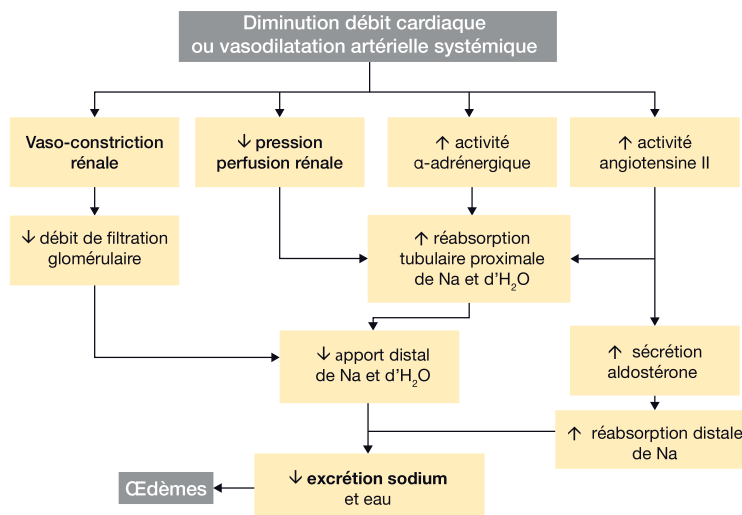 Diminution débit cardiaque
ou vasodilatation artérielle systémique
Vaso-constriction
rénale
↓ pression
perfusion rénale
↑ activité
α-adrénergique
↑ activité
angiotensine II
↓ débit de filtration
glomérulaire
↑ réabsorption
tubulaire proximale
de Na et d’H₂O
↓ apport distal
de Na et d’H₂O
↑ sécrétion
aldostérone
↑ réabsorption distale
de Na
↓ excrétion sodium
et eau
Œdèmes